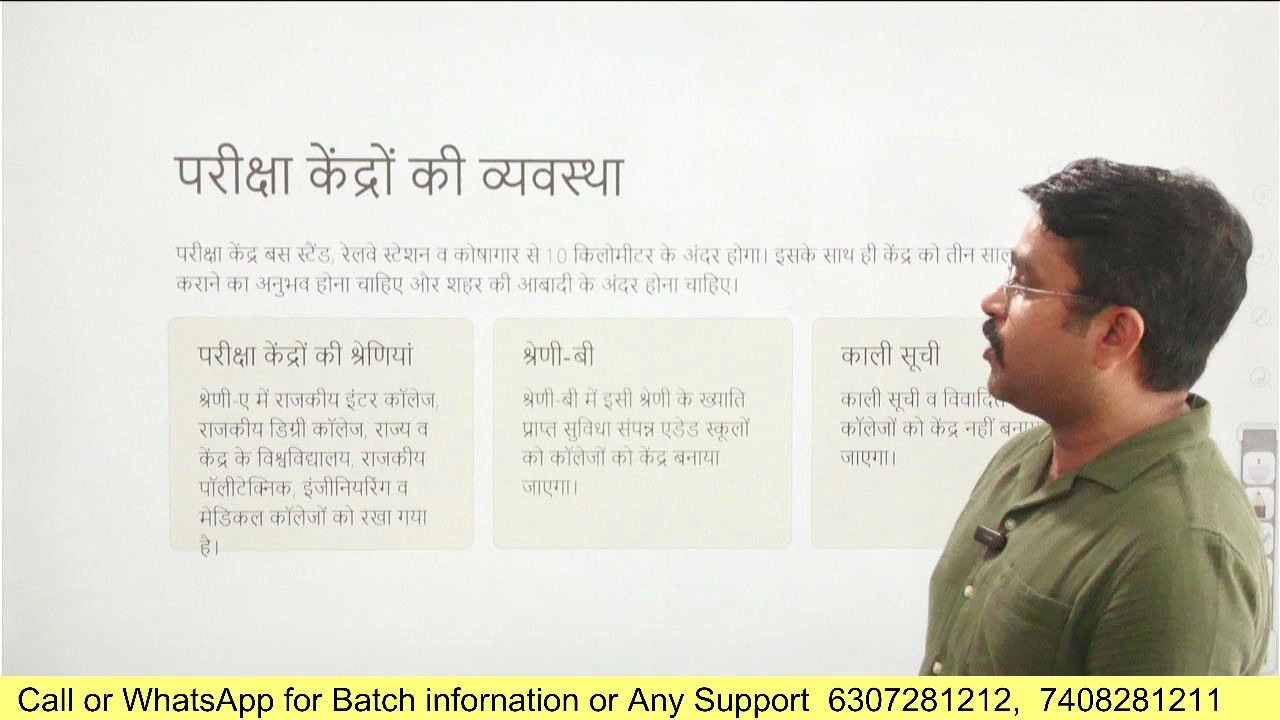 परीक्षा केंद्रों की व्यवस्था
परीक्षा केंद्र बस स्टैंड, रेलवे स्टेशन व कोषागार से 10 किलोमीटर के अंदर होगा। इसके साथ ही केंद्र को तीन साल
कराने का अनुभव होना चाहिए और शहर की आबादी के अंदर होना चाहिए।
परीक्षा केंद्रों की श्रेणियां
श्रेणी-ए में राजकीय इंटर कॉलेज,
राजकीय डिग्री कॉलेज, राज्य व
केंद्र के विश्वविद्यालय, राजकीय
पॉलीटेक्निक, इंजीनियरिंग व
मेडिकल कॉलेजों को रखा गया
है।
श्रेणी-बी
श्रेणी-बी में इसी श्रेणी के ख्याति
प्राप्त सुविधा संपन्न एडेड स्कूलों
को कॉलेजों को केंद्र बनाया
जाएगा।
काली सूची
काली सूची व विवादित
कॉलेजों को केंद्र नहीं
जाएगा।
Call or WhatsApp for Batch infornation or Any Support 6307281212, 7408281211